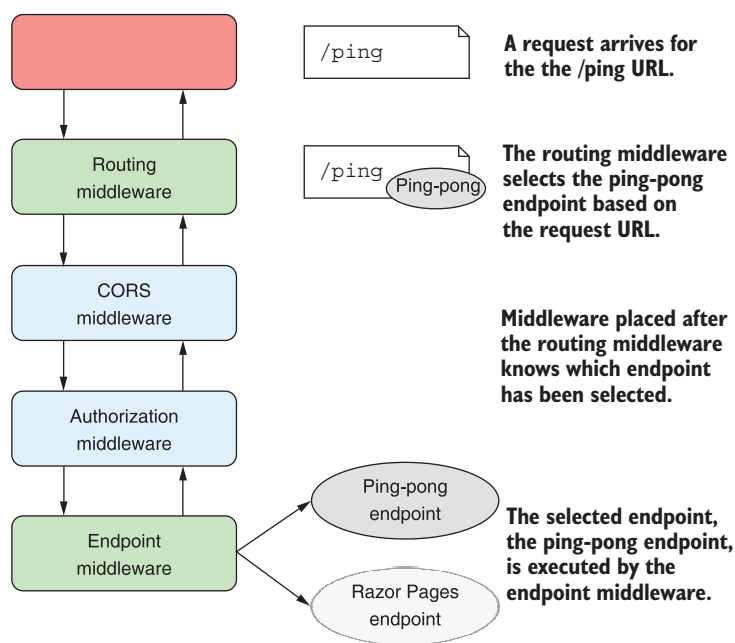 /ping
A request arrives for
the the /ping URL.
Routing
middleware
/ping
Ping-pong
The routing middleware
selects the ping-pong
endpoint based on
the request URL.
CORS
middleware
Middleware placed after
the routing middleware
knows which endpoint
has been selected.
Authorization
middleware
Endpoint
middleware
Ping-pong
endpoint
Razor Pages
endpoint
The selected endpoint,
the ping-pong endpoint,
is executed by the
endpoint middleware.